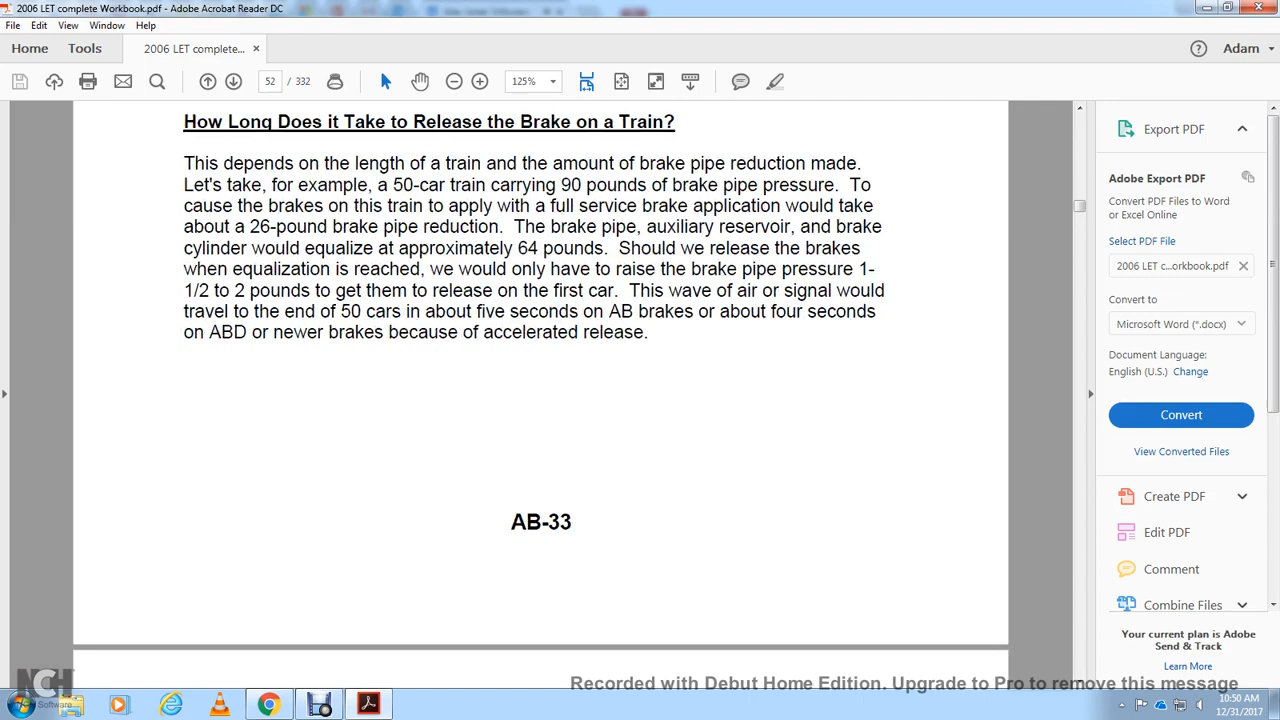 2006 LET complete Workbook.pdf - Adobe Acrobat Reader DC
File Edit View Window Help
Home Tools 2006 LET complete... × Adam
52 / 332 125%
How Long Does it Take to Release the Brake on a Train?
This depends on the length of a train and the amount of brake pipe reduction made.
Let's take, for example, a 50-car train carrying 90 pounds of brake pipe pressure. To
cause the brakes on this train to apply with a full service brake application would take
about a 26-pound brake pipe reduction. The brake pipe, auxiliary reservoir, and brake
cylinder would equalize at approximately 64 pounds. Should we release the brakes
when equalization is reached, we would only have to raise the brake pipe pressure 1-
1/2 to 2 pounds to get them to release on the first car. This wave of air or signal would
travel to the end of 50 cars in about five seconds on AB brakes or about four seconds
on ABD or newer brakes because of accelerated release.
AB-33
Export PDF
Adobe Export PDF
Convert PDF Files to Word
or Excel Online
Select PDF File
2006 LET c...orkbook.pdf
Convert to
Microsoft Word (*.docx)
Document Language:
English (U.S.) Change
Convert
View Converted Files
Create PDF
Edit PDF
Comment
Combine Files
Your current plan is Adobe
Send & Track
Learn More
NCH
Software
Recorded with Debut Home Edition. Upgrade to Pro to remove this message
10:50 AM
12/31/2017